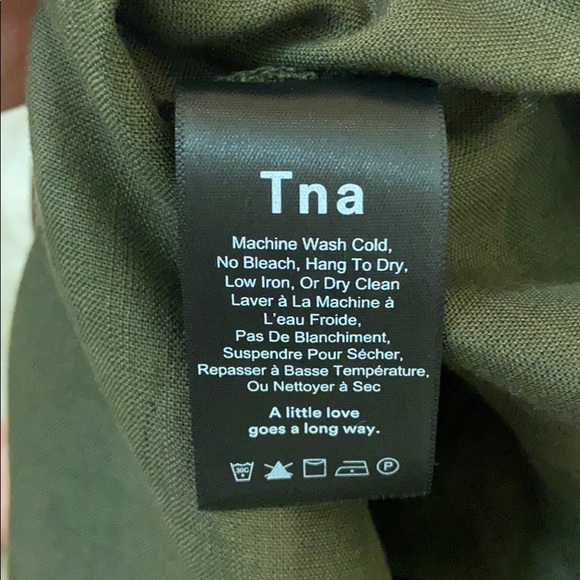 Tna
Machine Wash Cold,
No Bleach, Hang To Dry,
Low Iron, Or Dry Clean
Laver à La Machine à
L'eau Froide,
Pas De Blanchiment,
Suspendre Pour Sécher,
Repasser à Basse Température,
Ou Nettoyer à Sec
A little love
goes a long way.
30C P